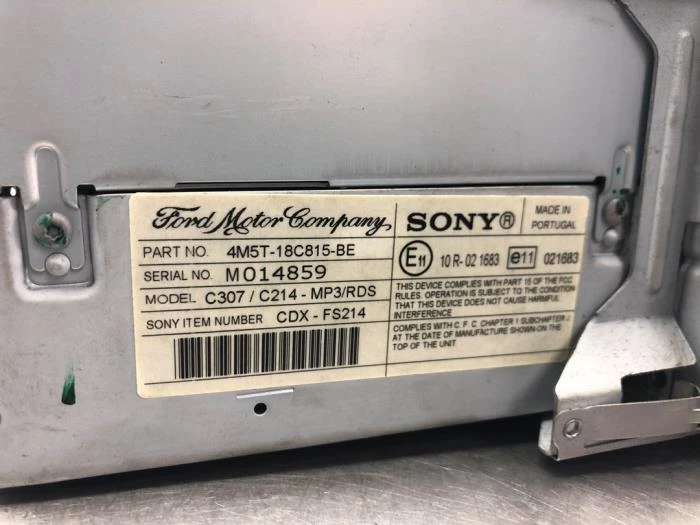 Ford Motor Company
PART NO. 4M5T-18C815-BE
SERIAL NO. M014859
MODEL C307 / C214 - MP3/RDS
SONY ITEM NUMBER CDX - FS214
SONY®
MADE IN
PORTUGAL
E11 10 R- 02 1683 e11 021683
THIS DEVICE COMPLIES WITH PART 15 OF THE FCC
RULES. OPERATION IS SUBJECT TO THE CONDITION
THAT THIS DEVICE DOES NOT CAUSE HARMFUL
INTERFERENCE
COMPLIES WITH C. F. C. CHAPTER 1 SUBCHAPTER J.
AT THE DATE OF MANUFACTURE SHOWN ON THE
TOP OF THE UNIT